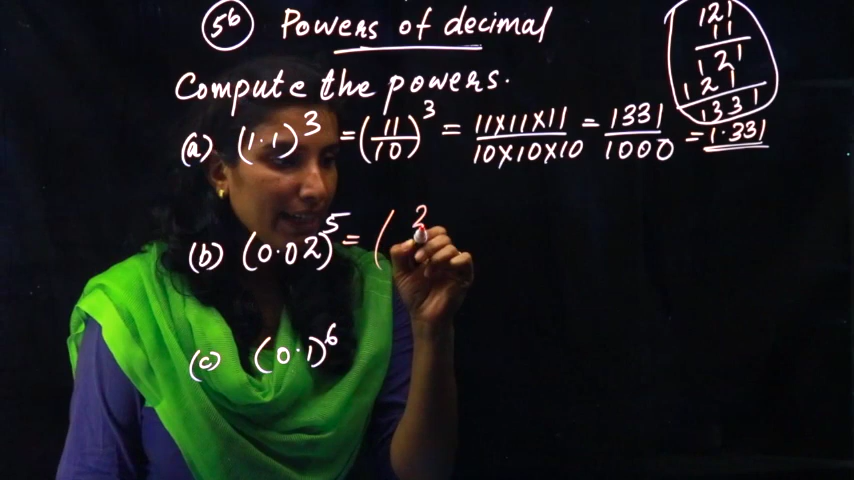 56 Powers of decimal
Compute the powers.
(a) (1.1)^3 = (11/10)^3 = 11×11×11/10×10×10 = 1331/1000 = 1.331
121
11
121
121
1331
(b) (0.02)^5 = ( 2
(c) (0.1)^6